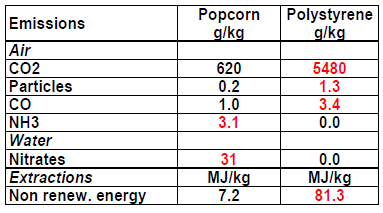 Emissions Popcorn g/kg Polystyrene g/kg
Air
CO2 620 5480
Particles 0.2 1.3
CO 1.0 3.4
NH3 3.1 0.0
Water
Nitrates 31 0.0
Extractions MJ/kg MJ/kg
Non renew. energy 7.2 81.3